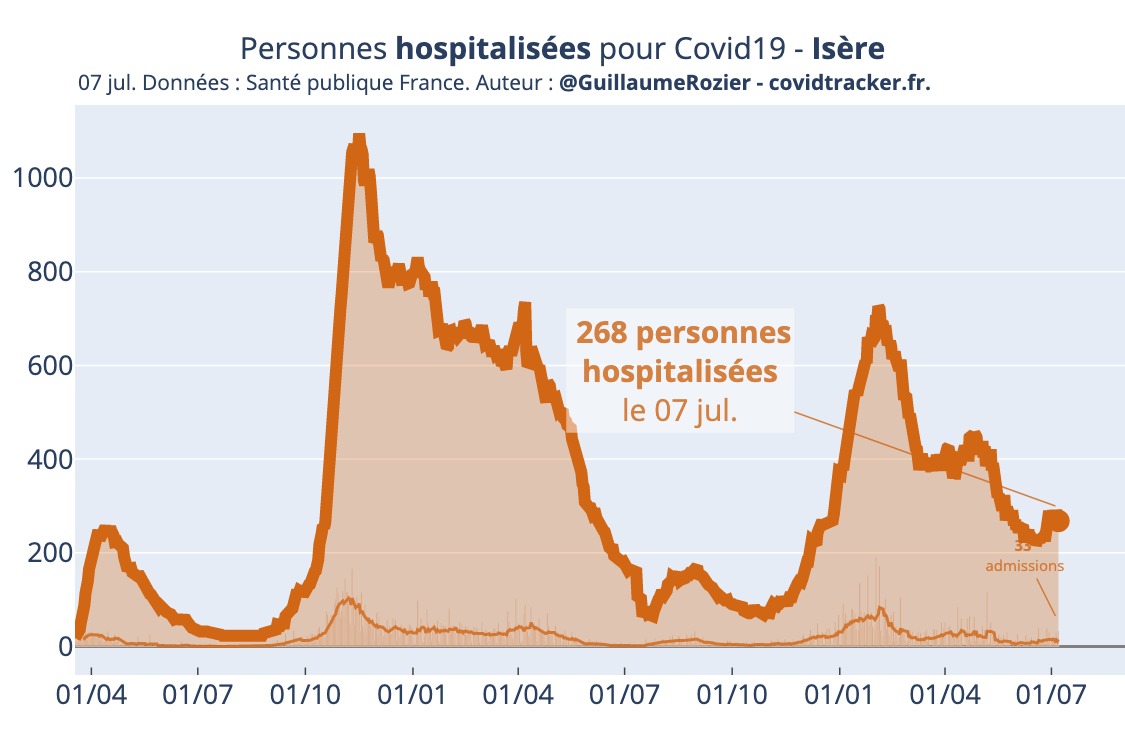 Personnes hospitalisées pour Covid19 - Isère
07 jul. Données : Santé publique France. Auteur : @GuillaumeRozier - covidtracker.fr.
1000
800
600
400
200
0
268 personnes
hospitalisées
le 07 jul.
33
admissions
01/04 01/07 01/10 01/01 01/04 01/07 01/10 01/01 01/04 01/07